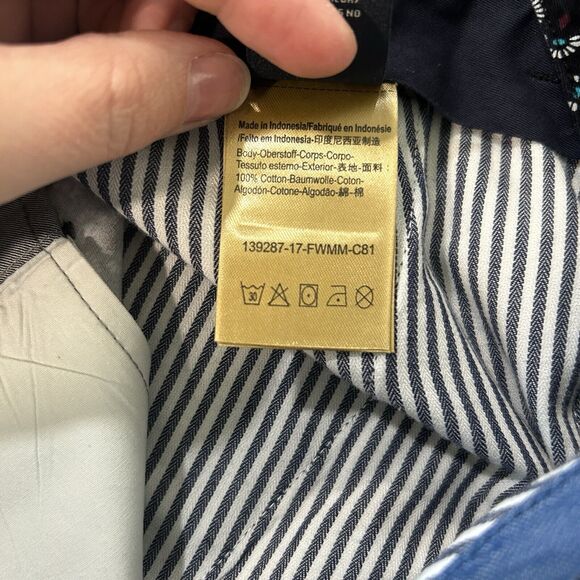 Made in Indonesia/Fabriqué en Indonésie
/Feito em Indonesia-印度尼西亚制造
Body-Oberstoff-Corps-Corpo-
Tessuto esterno-Exterior-表地-面料:
100% Cotton-Baumwolle-Coton-
Algodón-Cotone-Algodão-綿-棉
139287-17-FWMM-C81
30